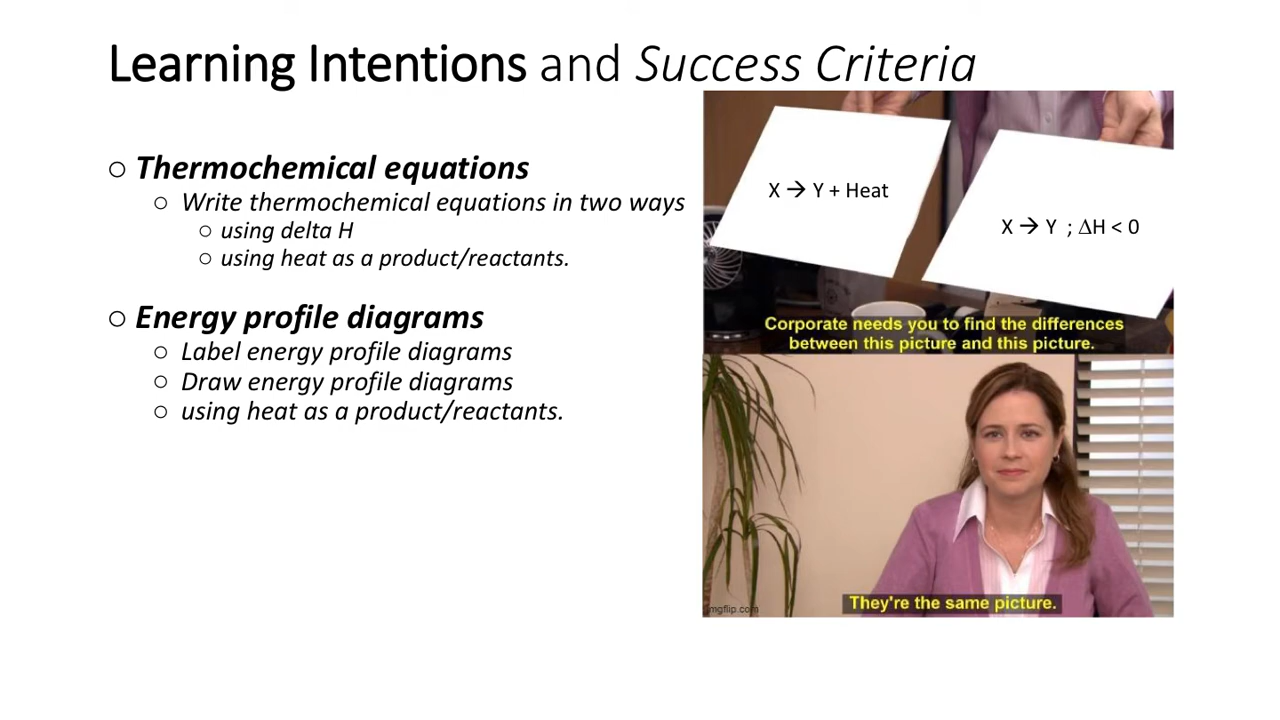 Learning Intentions and Success Criteria
○ Thermochemical equations
○ Write thermochemical equations in two ways
○ using delta H
○ using heat as a product/reactants.
○ Energy profile diagrams
○ Label energy profile diagrams
○ Draw energy profile diagrams
○ using heat as a product/reactants.
X → Y + Heat
X → Y ; ΔH < 0
Corporate needs you to find the differences
between this picture and this picture.
They're the same picture.
imgflip.com